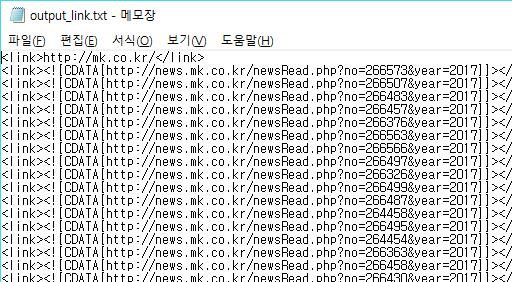 output_link.txt - 메모장
파일(F) 편집(E) 서식(O) 보기(V) 도움말(H)
<link>http://mk.co.kr/</link>
<link><![CDATA[http://news.mk.co.kr/newsRead.php?no=266573&year=2017]]></
<link><![CDATA[http://news.mk.co.kr/newsRead.php?no=266507&year=2017]]></
<link><![CDATA[http://news.mk.co.kr/newsRead.php?no=266483&year=2017]]></
<link><![CDATA[http://news.mk.co.kr/newsRead.php?no=266457&year=2017]]></
<link><![CDATA[http://news.mk.co.kr/newsRead.php?no=266376&year=2017]]></
<link><![CDATA[http://news.mk.co.kr/newsRead.php?no=266563&year=2017]]></
<link><![CDATA[http://news.mk.co.kr/newsRead.php?no=266566&year=2017]]></
<link><![CDATA[http://news.mk.co.kr/newsRead.php?no=266497&year=2017]]></
<link><![CDATA[http://news.mk.co.kr/newsRead.php?no=266326&year=2017]]></
<link><![CDATA[http://news.mk.co.kr/newsRead.php?no=266499&year=2017]]></
<link><![CDATA[http://news.mk.co.kr/newsRead.php?no=266487&year=2017]]></
<link><![CDATA[http://news.mk.co.kr/newsRead.php?no=264458&year=2017]]></
<link><![CDATA[http://news.mk.co.kr/newsRead.php?no=266495&year=2017]]></
<link><![CDATA[http://news.mk.co.kr/newsRead.php?no=264454&year=2017]]></
<link><![CDATA[http://news.mk.co.kr/newsRead.php?no=266363&year=2017]]></
<link><![CDATA[http://news.mk.co.kr/newsRead.php?no=266458&year=2017]]></
<link><![CDATA[http://news.mk.co.kr/newsRead.php?no=266430&year=2017]]></